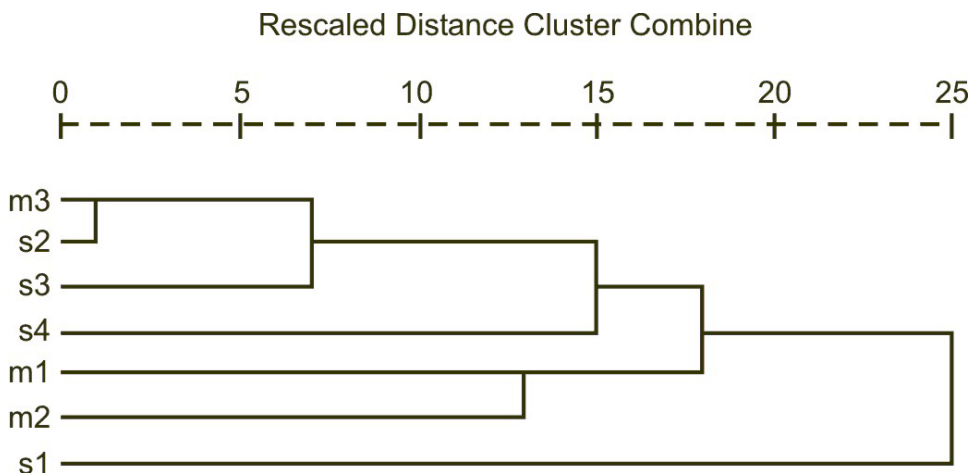 Rescaled Distance Cluster Combine
0 5 10 15 20 25
m3
s2
s3
s4
m1
m2
s1